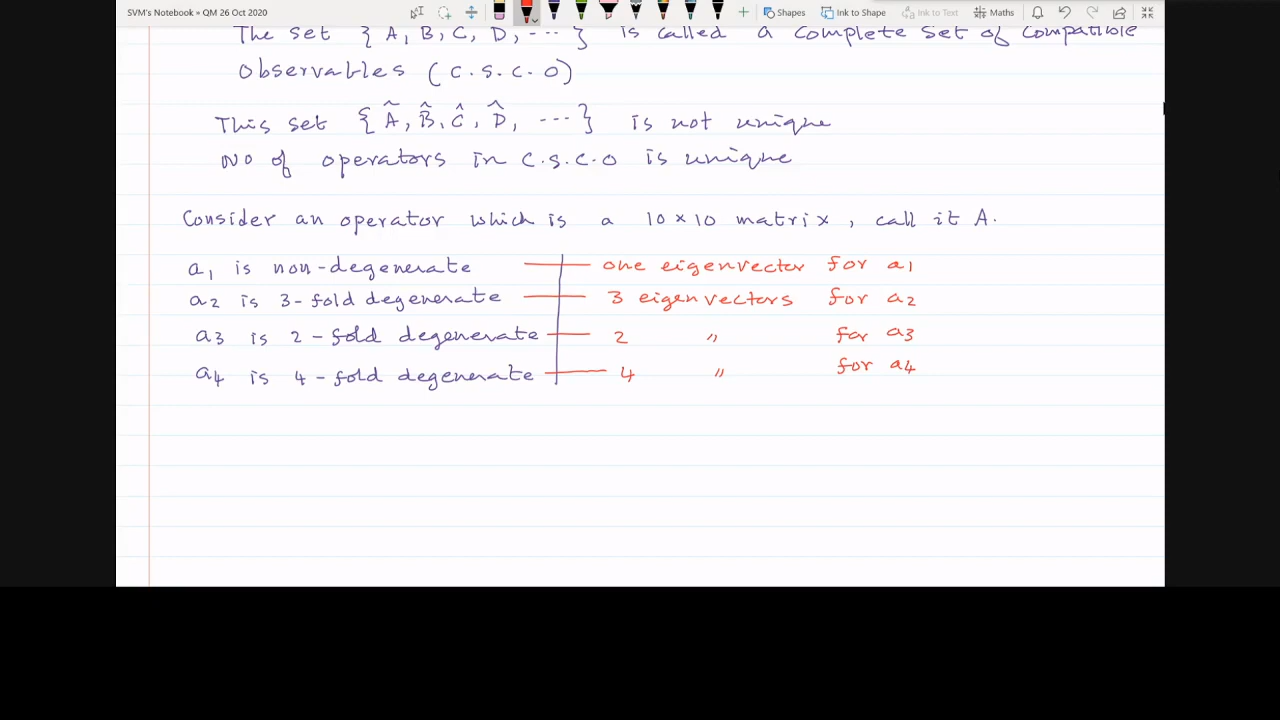 SVM's Notebook » QM 26 Oct 2020
Shapes Ink to Shape Ink to Text Maths
The set { A, B, C, D, --- } is called a complete set of compatible
Observables ( C.S.C.O )
This set { Â, B̂, Ĉ, D̂, --- } is not unique
No of operators in C.S.C.O is unique
Consider an operator which is a 10 × 10 matrix, call it A.
a1 is non-degenerate one eigenvector for a1
a2 is 3-fold degenerate 3 eigenvectors for a2
a3 is 2-fold degenerate 2 " for a3
a4 is 4-fold degenerate 4 " for a4